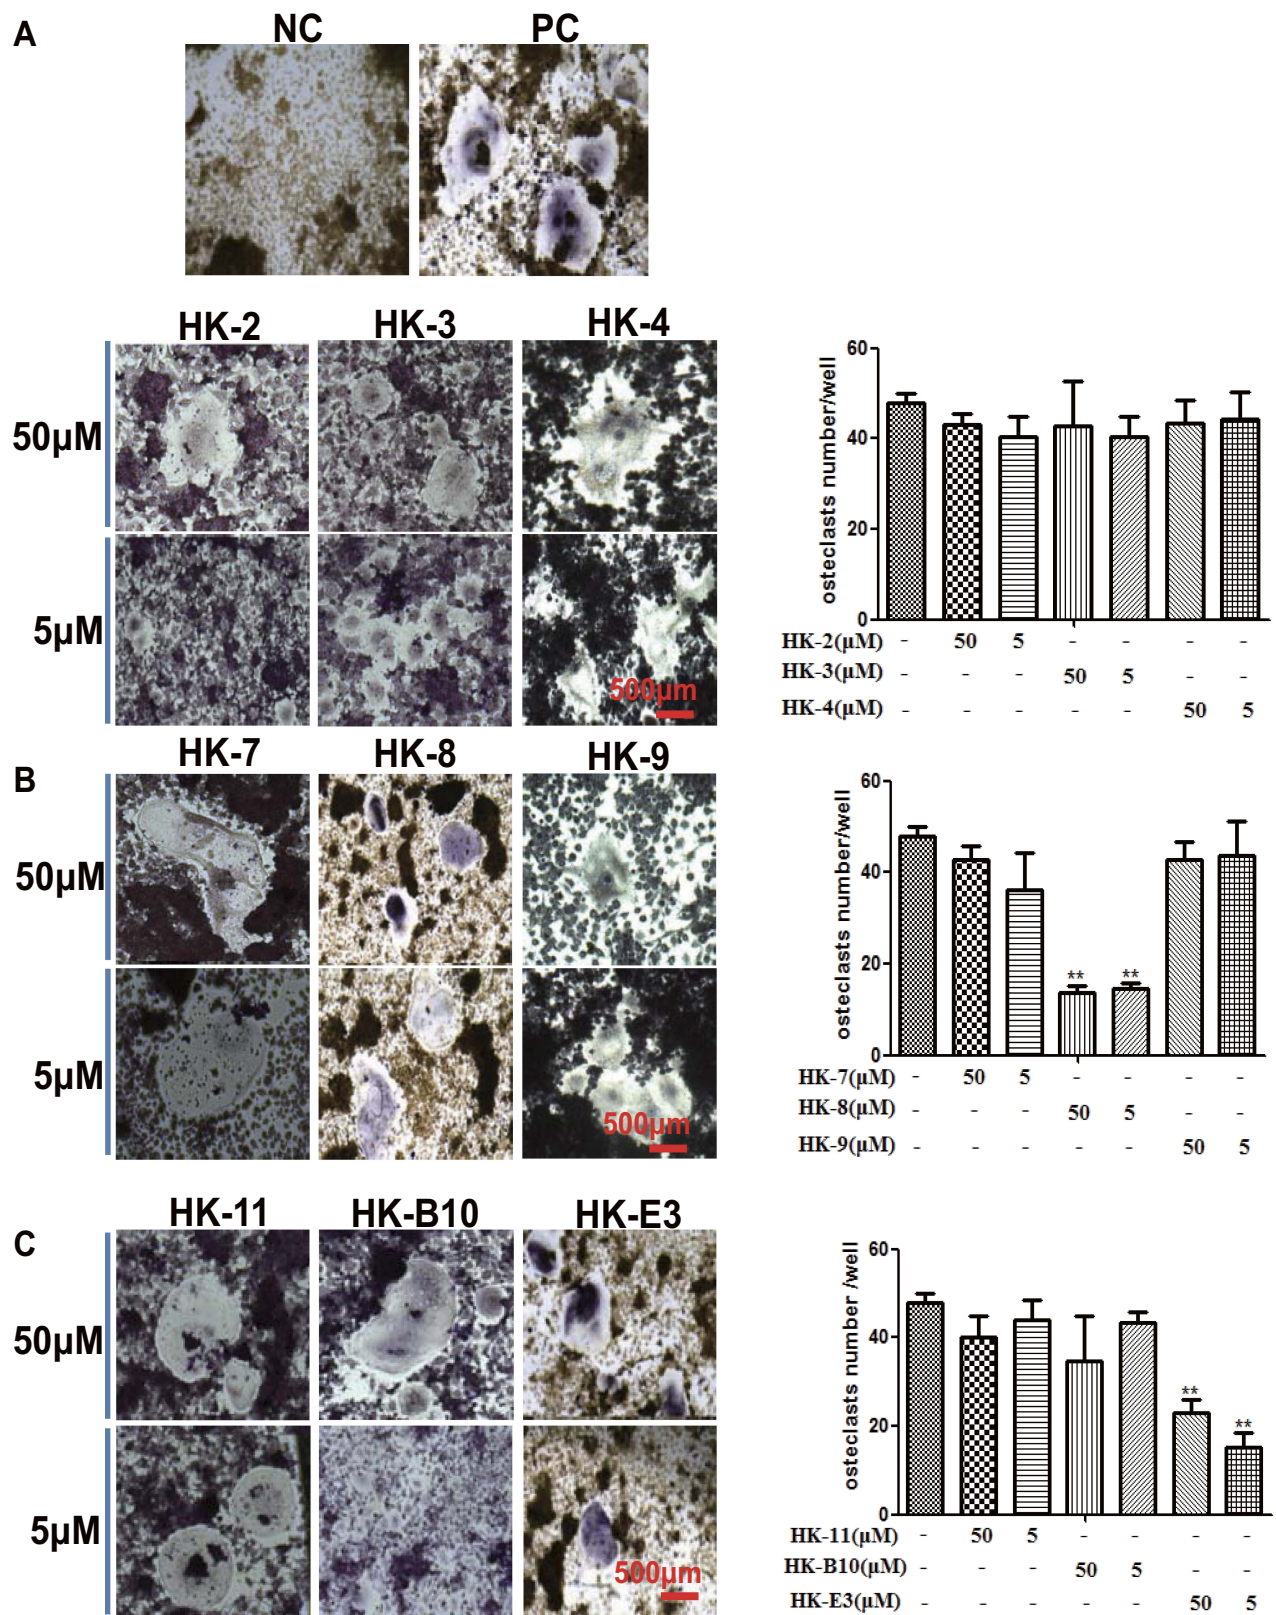 A
NC PC
HK-2 HK-3 HK-4
50µM
5µM
500µm
60
40
20
0
osteclasts number/well
HK-2(µM) - 50 5 - - - -
HK-3(µM) - - - 50 5 - -
HK-4(µM) - - - - - 50 5
B
HK-7 HK-8 HK-9
50µM
5µM
500µm
60
40
20
0
osteclasts number/well
** **
HK-7(µM) - 50 5 - - - -
HK-8(µM) - - - 50 5 - -
HK-9(µM) - - - - - 50 5
C
HK-11 HK-B10 HK-E3
50µM
5µM
500µm
60
40
20
0
osteclasts number /well
** **
HK-11(µM) - 50 5 - - - -
HK-B10(µM) - - - 50 5 - -
HK-E3(µM) - - - - - 50 5